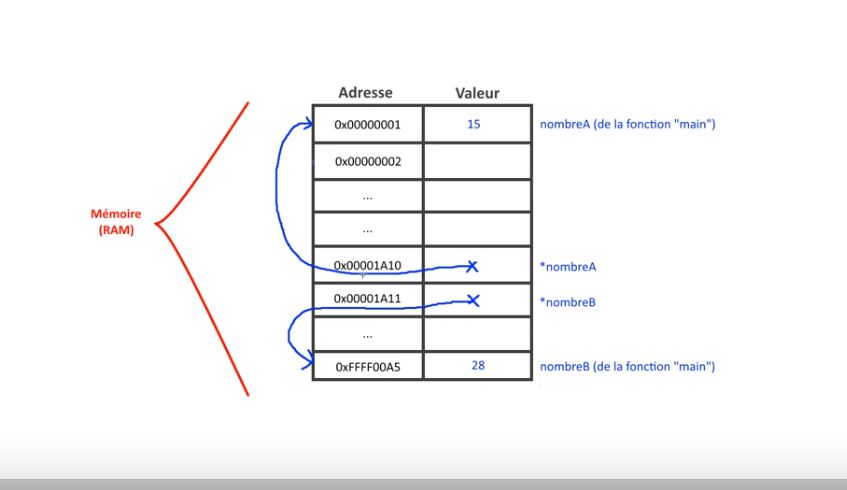 Adresse Valeur
0x00000001 15 nombreA (de la fonction "main")
0x00000002
...
Mémoire
(RAM)
...
0x00001A10 *nombreA
0x00001A11 *nombreB
...
0xFFFF00A5 28 nombreB (de la fonction "main")